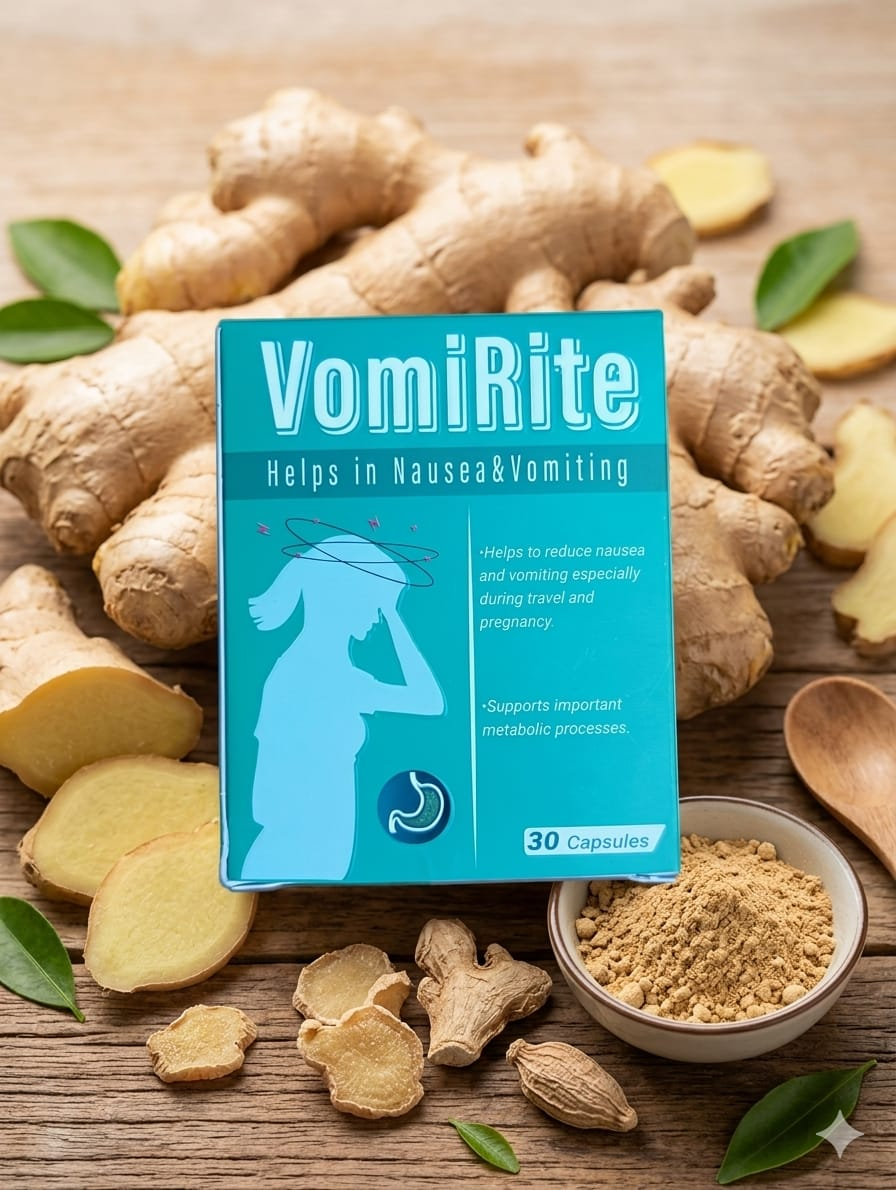 VomiRite
Helps in Nausea&Vomiting
•Helps to reduce nausea
and vomiting especially
during travel and
pregnancy.
•Supports important
metabolic processes.
30 Capsules